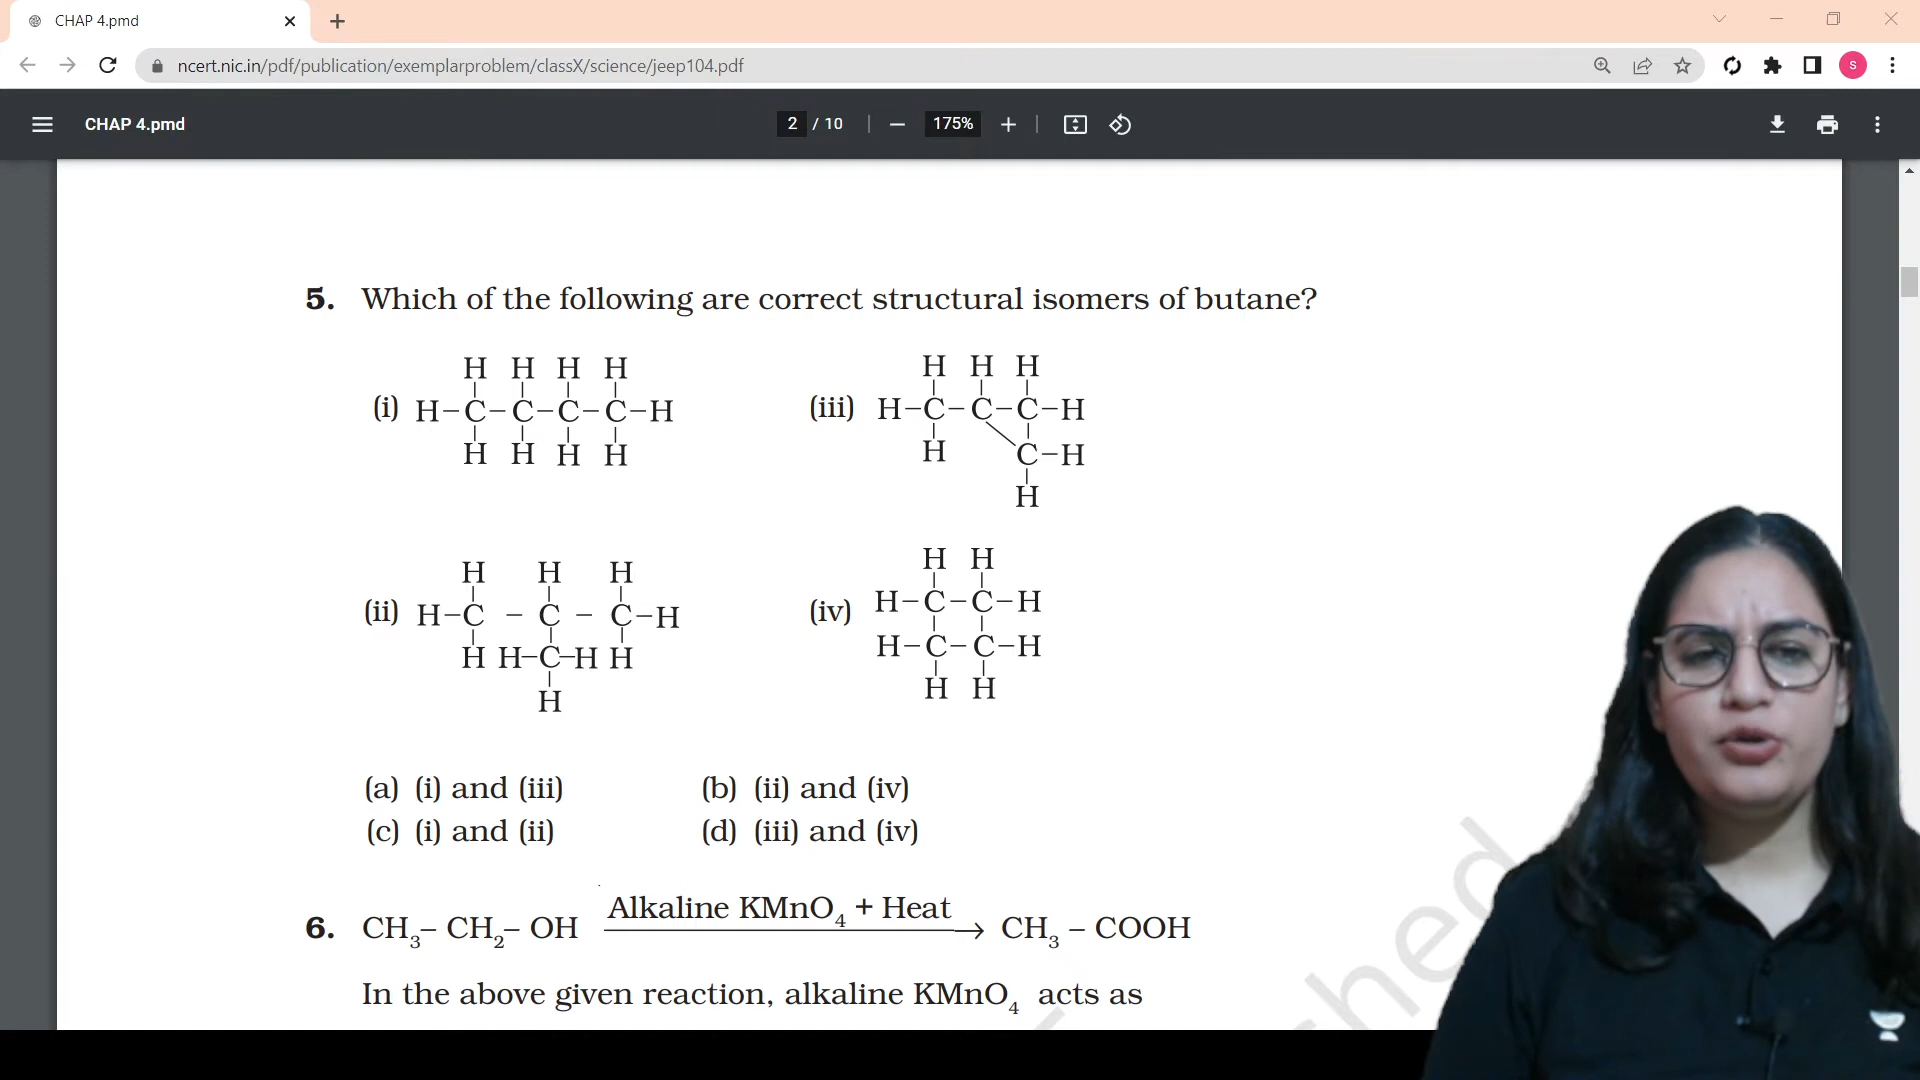 CHAP 4.pmd
ncert.nic.in/pdf/publication/exemplarproblem/classX/science/jeep104.pdf
S
CHAP 4.pmd
2 / 10
175%
5. Which of the following are correct structural isomers of butane?
H H H H
(i) H–C–C–C–C–H
H H H H
H H H
(iii) H–C–C–C–H
H C–H
H
H H H
(ii) H–C – C – C–H
H H–C–H H
H
H H
(iv) H–C–C–H
H–C–C–H
H H
(a) (i) and (iii) (b) (ii) and (iv)
(c) (i) and (ii) (d) (iii) and (iv)
6. CH₃– CH₂– OH Alkaline KMnO₄ + Heat → CH₃ – COOH
In the above given reaction, alkaline KMnO₄ acts as